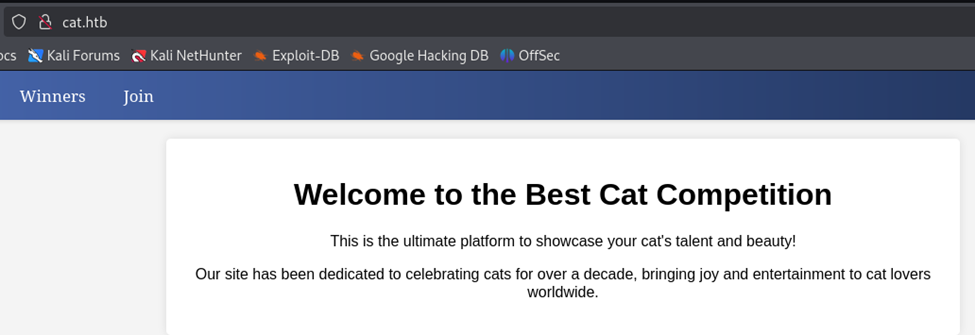 cat.htb
ocs Kali Forums Kali NetHunter Exploit-DB Google Hacking DB OffSec
Winners Join
Welcome to the Best Cat Competition
This is the ultimate platform to showcase your cat's talent and beauty!
Our site has been dedicated to celebrating cats for over a decade, bringing joy and entertainment to cat lovers
worldwide.